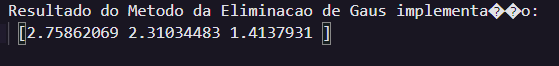 Resultado do Metodo da Eliminacao de Gaus implementa��o:
[2.75862069 2.31034483 1.4137931 ]